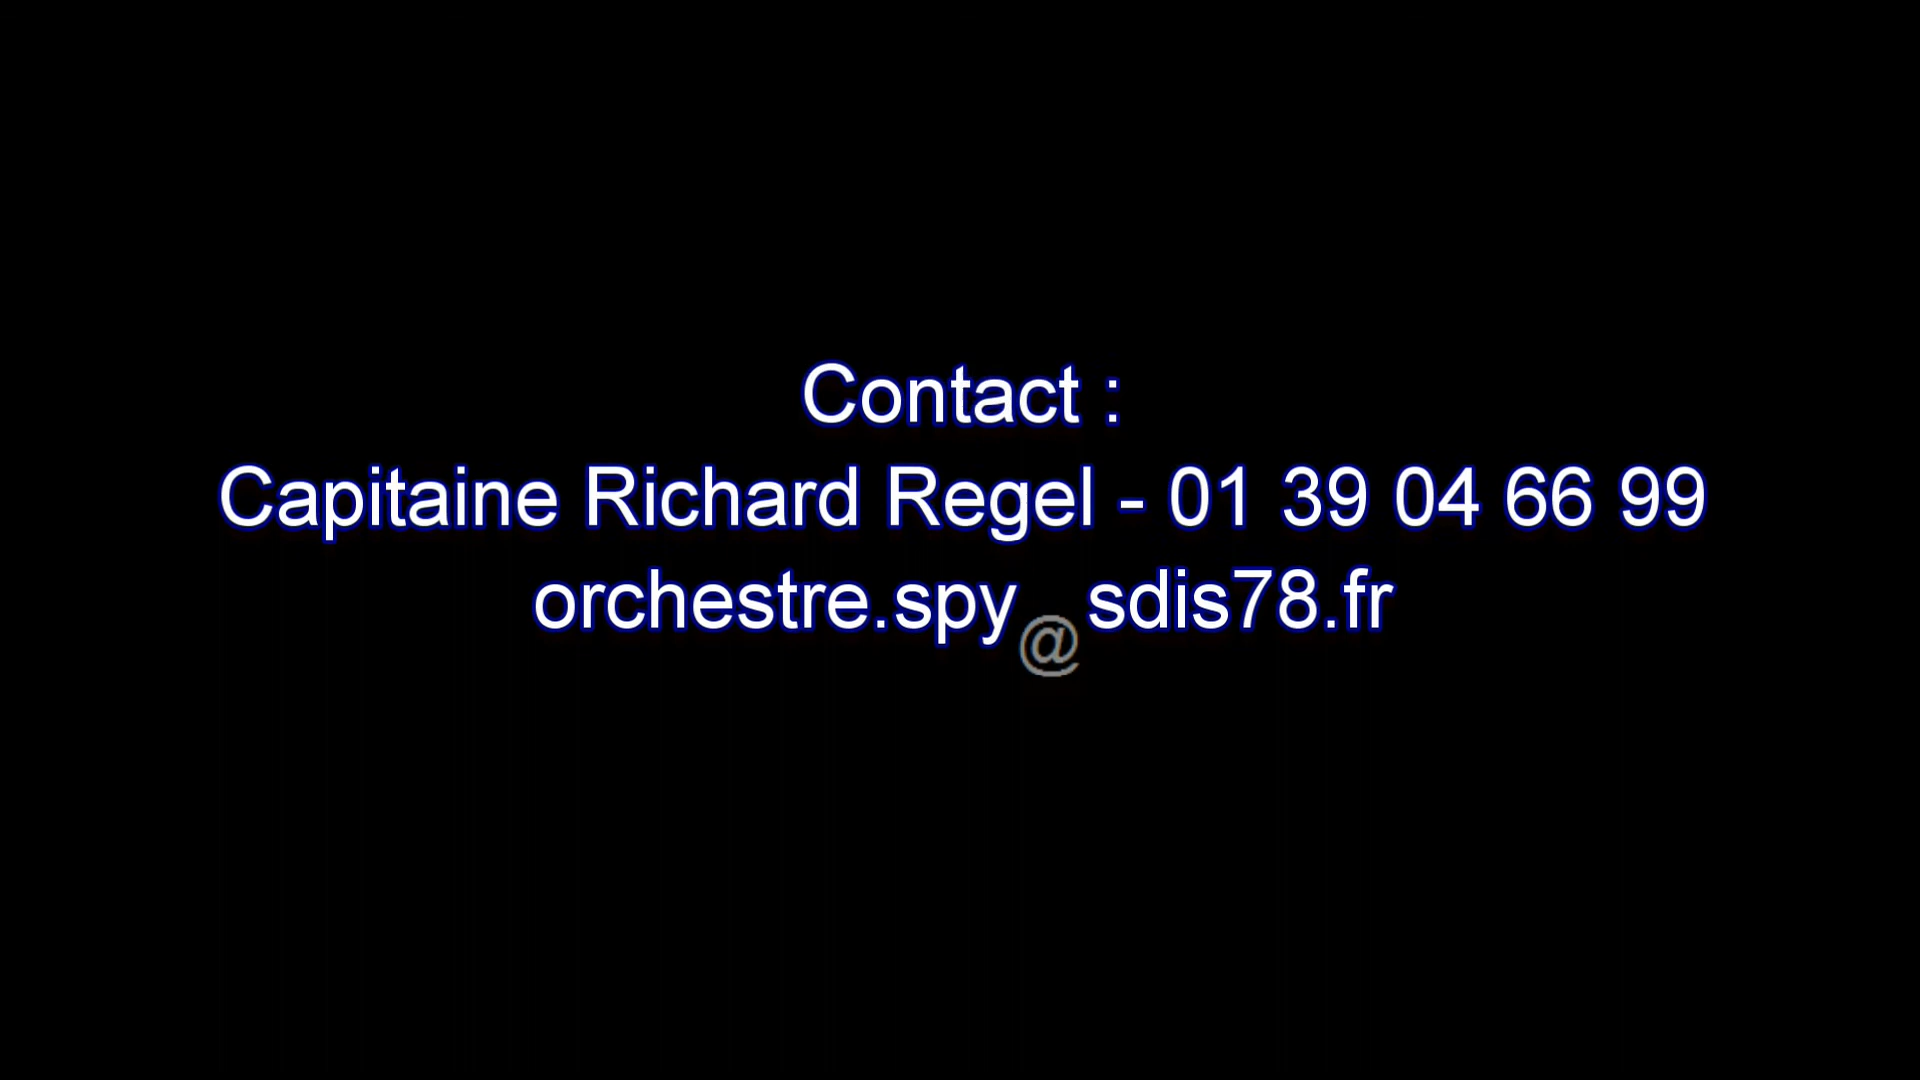 Contact :
Capitaine Richard Regel - 01 39 04 66 99
orchestre.spy@sdis78.fr